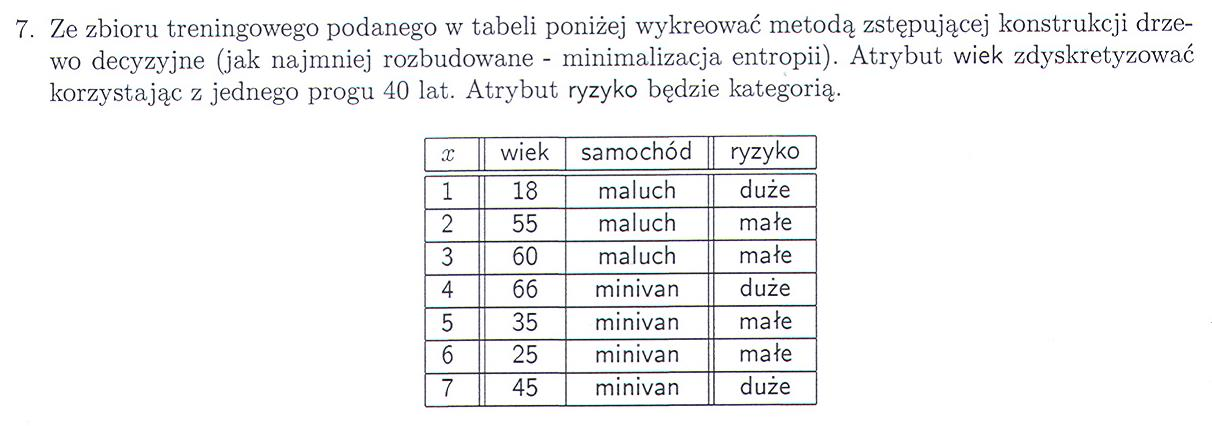 7. Ze zbioru treningowego podanego w tabeli poniżej wykreować metodą zstępującej konstrukcji drze-
wo decyzyjne (jak najmniej rozbudowane - minimalizacja entropii). Atrybut wiek zdyskretyzować
korzystając z jednego progu 40 lat. Atrybut ryzyko będzie kategorią.
x wiek samochód ryzyko
1 18 maluch duże
2 55 maluch małe
3 60 maluch małe
4 66 minivan duże
5 35 minivan małe
6 25 minivan małe
7 45 minivan duże